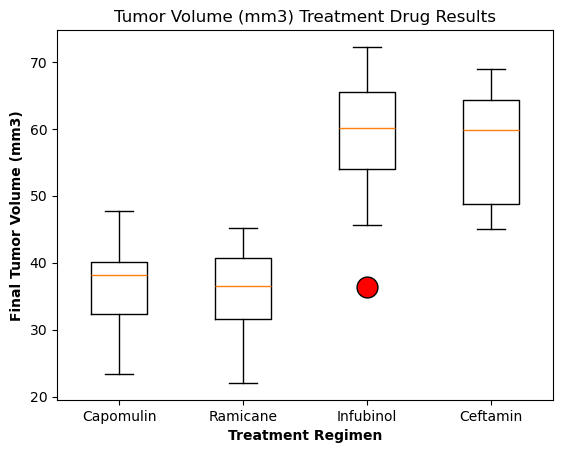 Tumor Volume (mm3) Treatment Drug Results
Final Tumor Volume (mm3)
70
60
50
40
30
20
Capomulin Ramicane Infubinol Ceftamin
Treatment Regimen